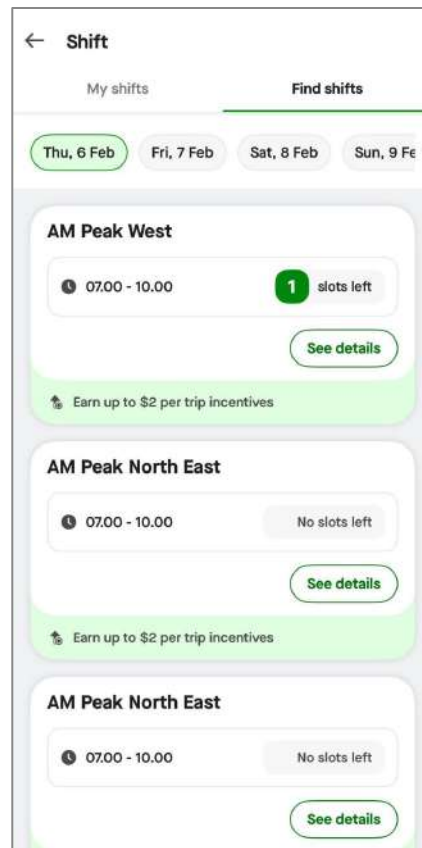 Shift
My shifts Find shifts
Thu, 6 Feb Fri, 7 Feb Sat, 8 Feb Sun, 9 Fe
AM Peak West
07.00 - 10.00 1 slots left
See details
Earn up to $2 per trip incentives
AM Peak North East
07.00 - 10.00 No slots left
See details
Earn up to $2 per trip incentives
AM Peak North East
07.00 - 10.00 No slots left
See details